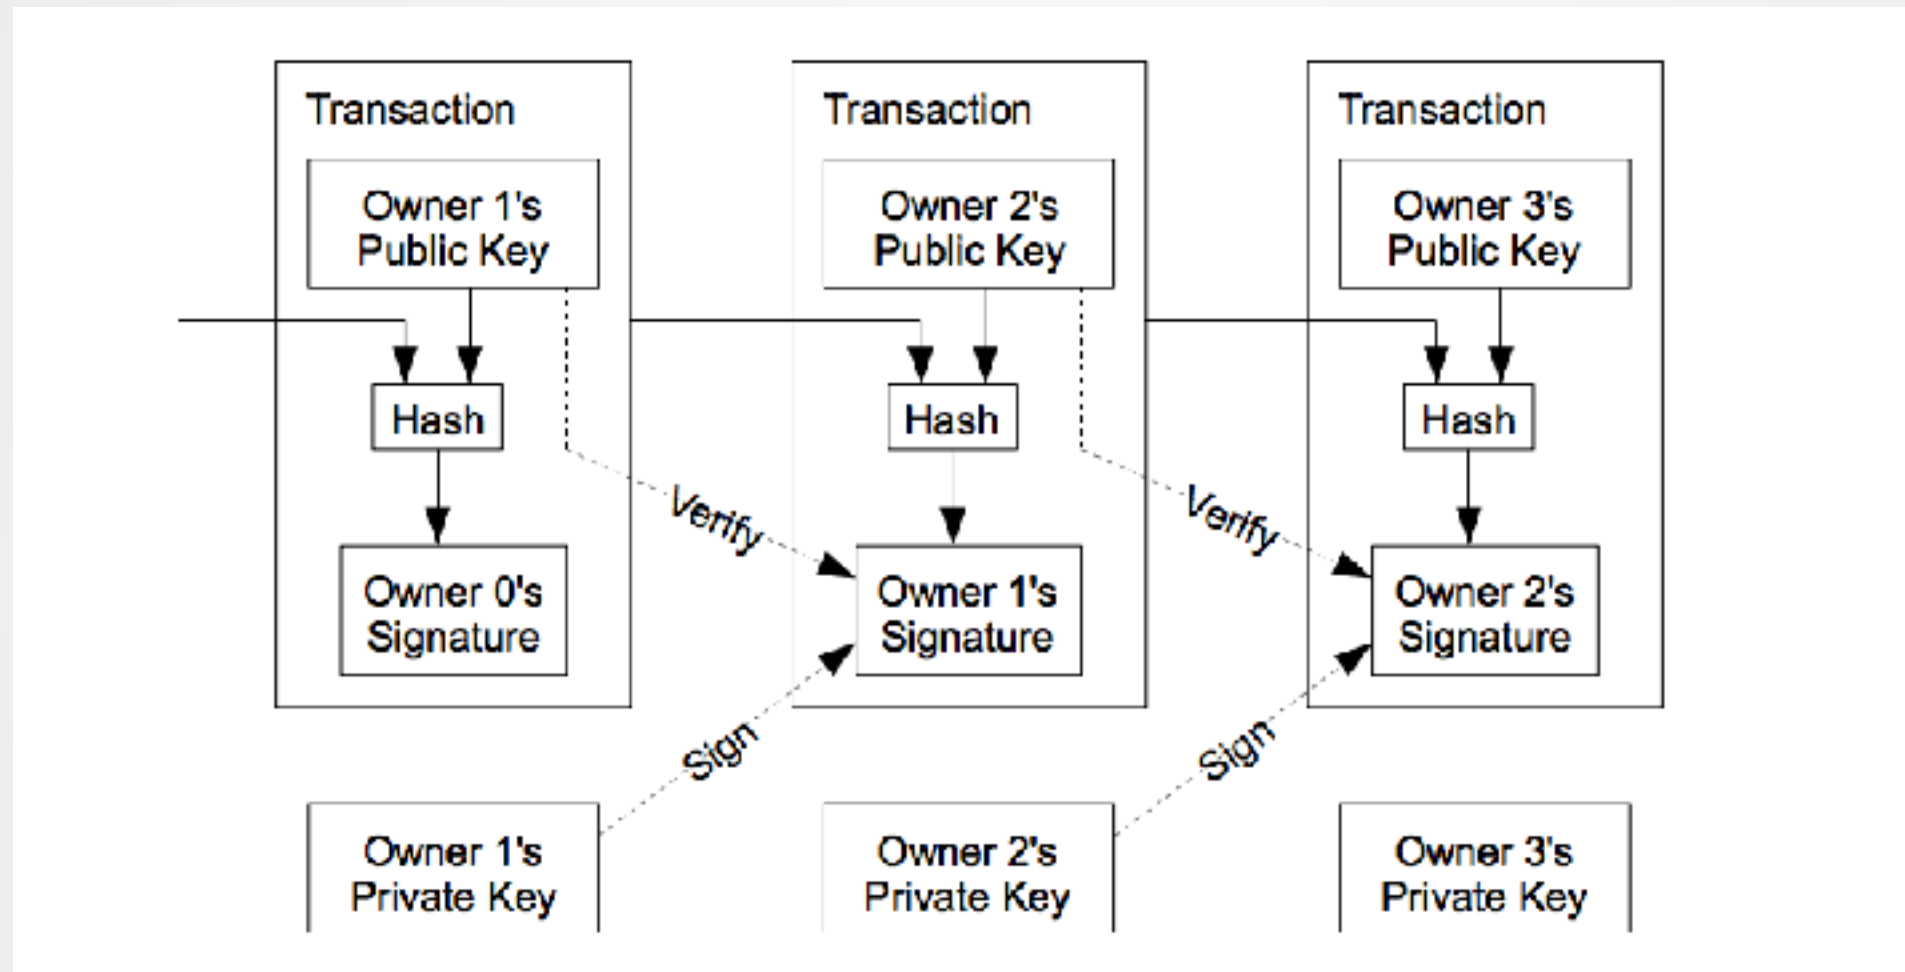 Transaction
Transaction
Transaction
Owner 1's
Public Key
Owner 2's
Public Key
Owner 3's
Public Key
Hash
Hash
Hash
Verify
Verify
Owner 0's
Signature
Owner 1's
Signature
Owner 2's
Signature
Sign
Sign
Owner 1's
Private Key
Owner 2's
Private Key
Owner 3's
Private Key